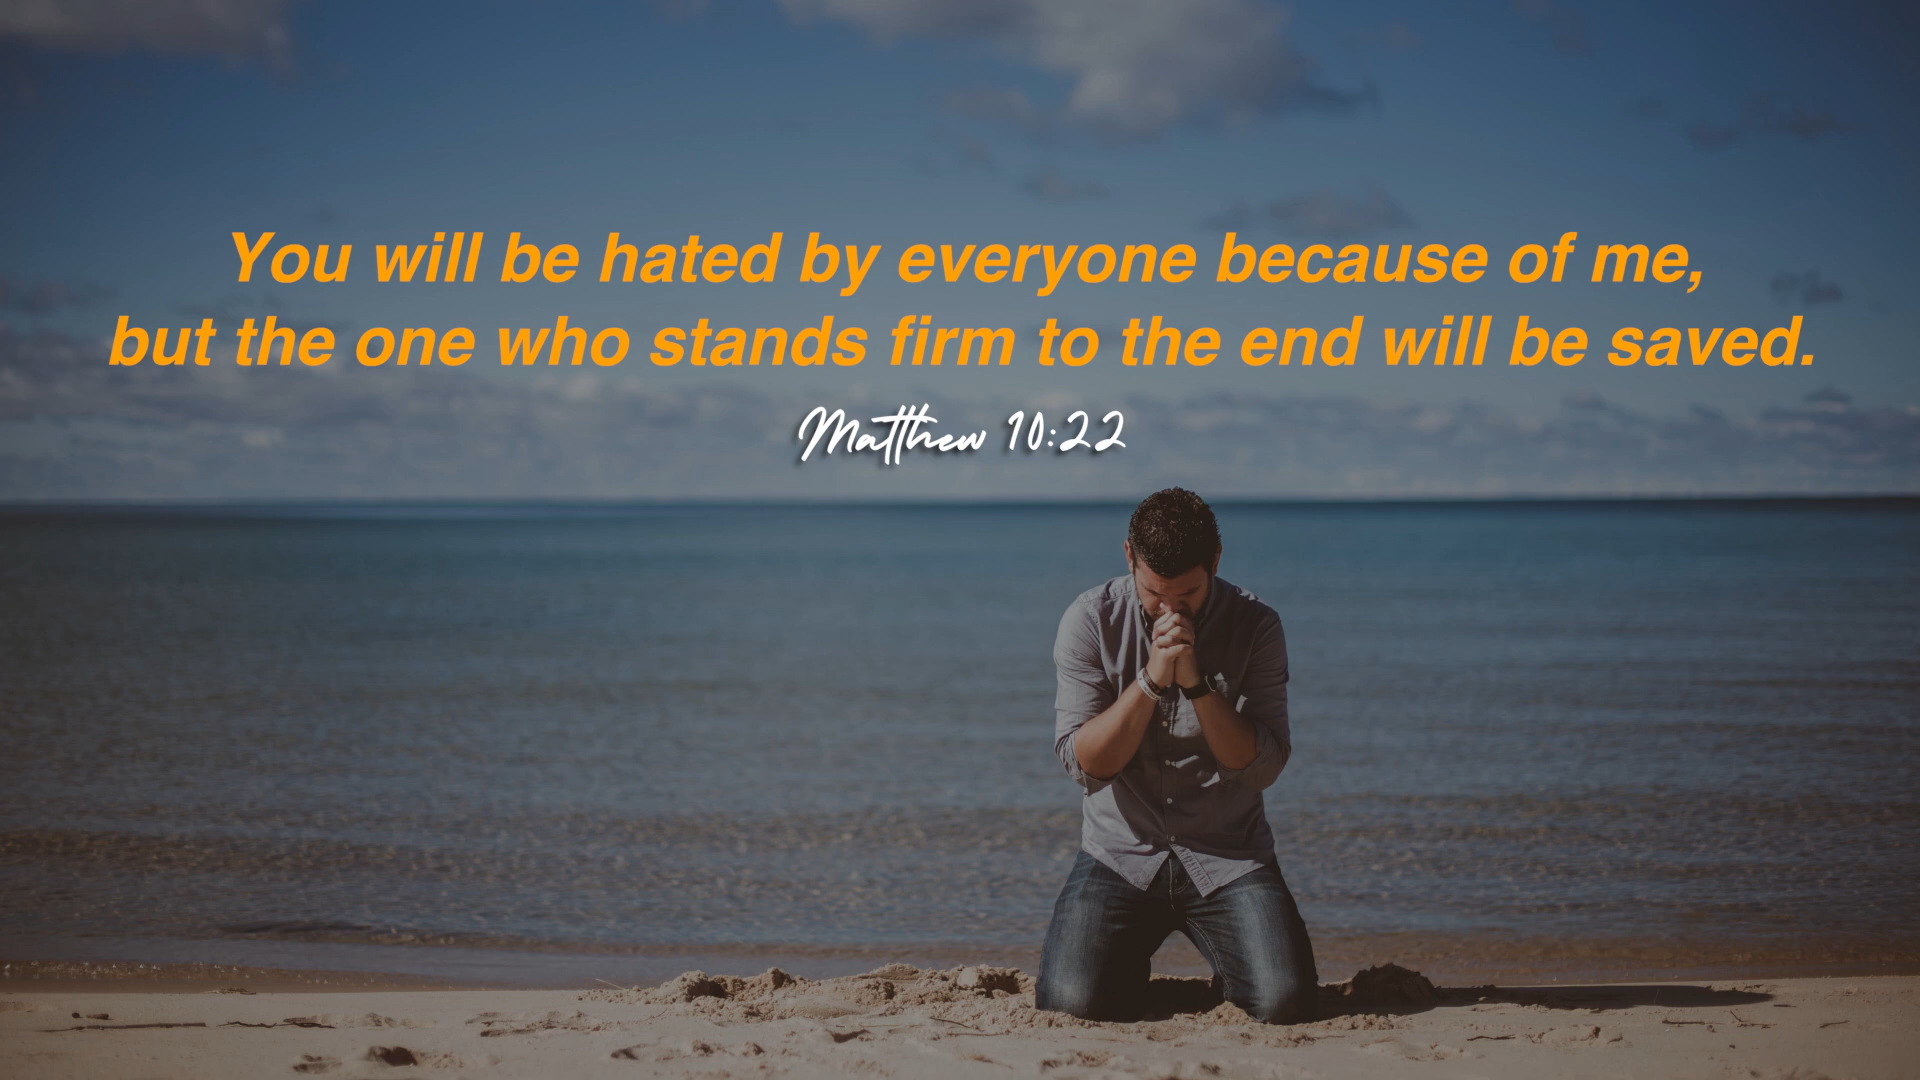 You will be hated by everyone because of me,
but the one who stands firm to the end will be saved.
Matthew 10:22